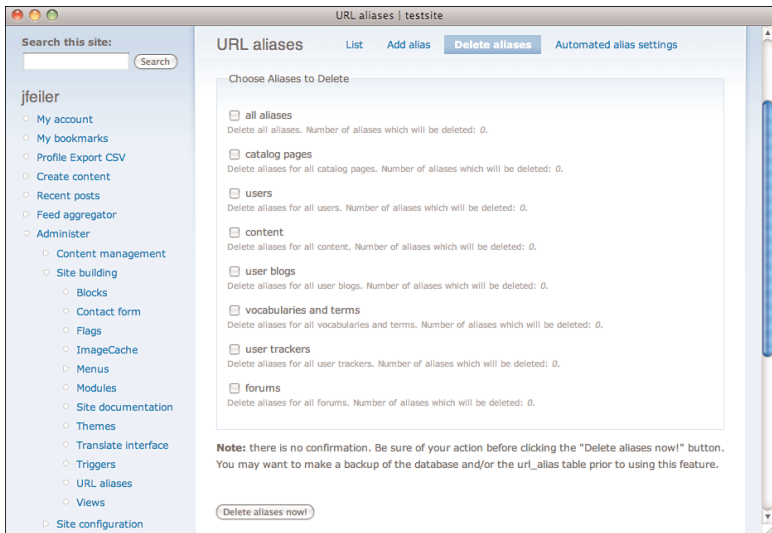 URL aliases | testsite
Search this site:
Search
jfeiler
My account
My bookmarks
Profile Export CSV
Create content
Recent posts
Feed aggregator
Administer
Content management
Site building
Blocks
Contact form
Flags
ImageCache
Menus
Modules
Site documentation
Themes
Translate interface
Triggers
URL aliases
Views
Site configuration
URL aliases
List
Add alias
Delete aliases
Automated alias settings
Choose Aliases to Delete
all aliases
Delete all aliases. Number of aliases which will be deleted: 0.
catalog pages
Delete aliases for all catalog pages. Number of aliases which will be deleted: 0.
users
Delete aliases for all users. Number of aliases which will be deleted: 0.
content
Delete aliases for all content. Number of aliases which will be deleted: 0.
user blogs
Delete aliases for all user blogs. Number of aliases which will be deleted: 0.
vocabularies and terms
Delete aliases for all vocabularies and terms. Number of aliases which will be deleted: 0.
user trackers
Delete aliases for all user trackers. Number of aliases which will be deleted: 0.
forums
Delete aliases for all forums. Number of aliases which will be deleted: 0.
Note: there is no confirmation. Be sure of your action before clicking the "Delete aliases now!" button.
You may want to make a backup of the database and/or the url_alias table prior to using this feature.
Delete aliases now!